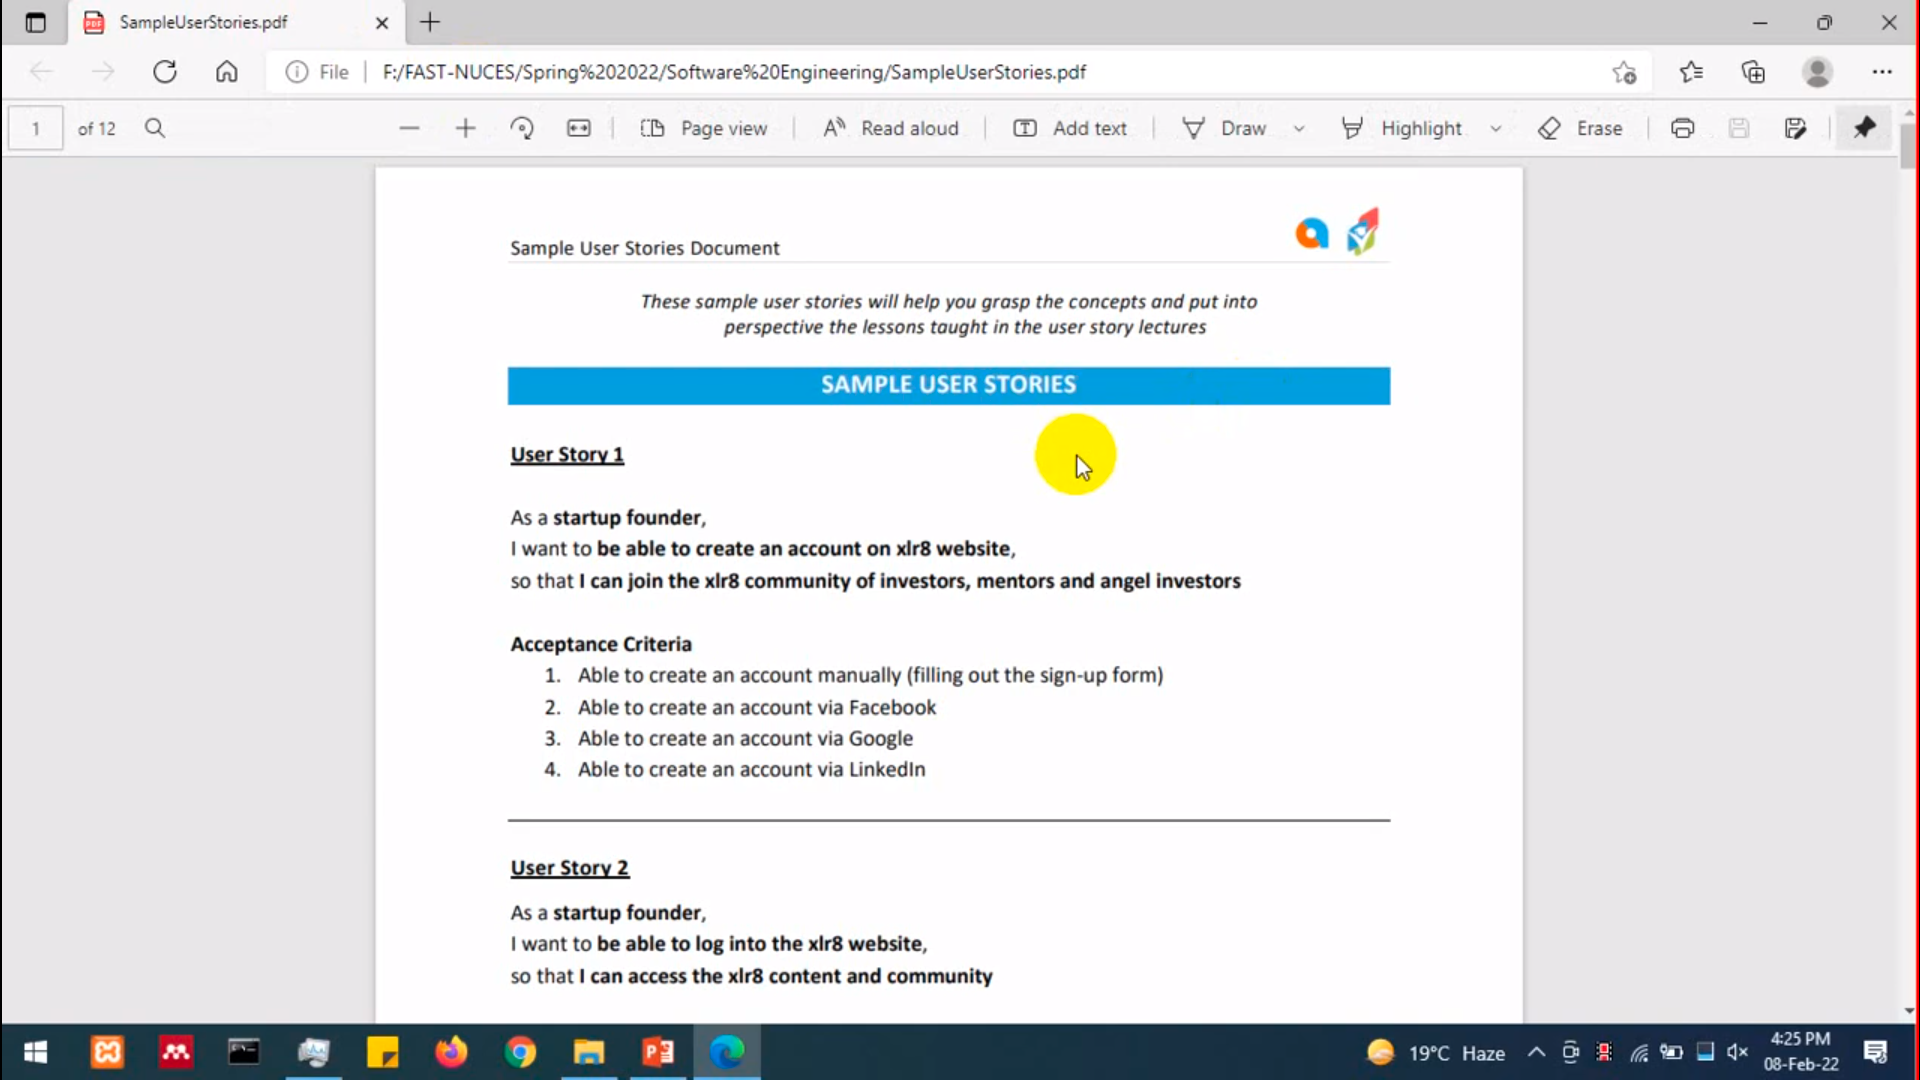 SampleUserStories.pdf
File F:/FAST-NUCES/Spring%202022/Software%20Engineering/SampleUserStories.pdf
1 of 12 Page view Read aloud Add text Draw Highlight Erase
Sample User Stories Document
These sample user stories will help you grasp the concepts and put into
perspective the lessons taught in the user story lectures
SAMPLE USER STORIES
User Story 1
As a startup founder,
I want to be able to create an account on xlr8 website,
so that I can join the xlr8 community of investors, mentors and angel investors
Acceptance Criteria
1. Able to create an account manually (filling out the sign-up form)
2. Able to create an account via Facebook
3. Able to create an account via Google
4. Able to create an account via LinkedIn
User Story 2
As a startup founder,
I want to be able to log into the xlr8 website,
so that I can access the xlr8 content and community
19°C Haze
4:25 PM
08-Feb-22